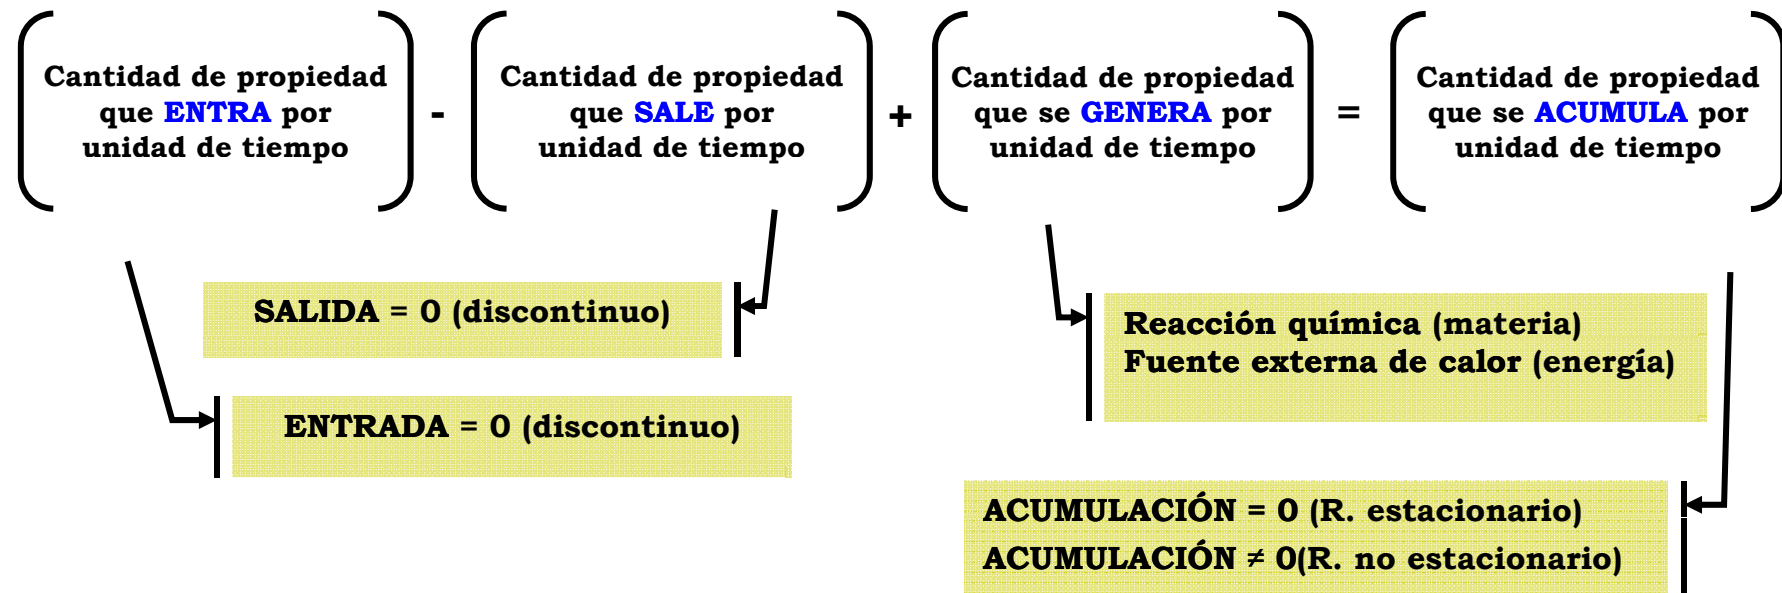 Cantidad de propiedad
que ENTRA por
unidad de tiempo
-
Cantidad de propiedad
que SALE por
unidad de tiempo
+
Cantidad de propiedad
que se GENERA por
unidad de tiempo
=
Cantidad de propiedad
que se ACUMULA por
unidad de tiempo
SALIDA = 0 (discontinuo)
ENTRADA = 0 (discontinuo)
Reacción química (materia)
Fuente externa de calor (energía)
ACUMULACIÓN = 0 (R. estacionario)
ACUMULACIÓN ≠ 0(R. no estacionario)